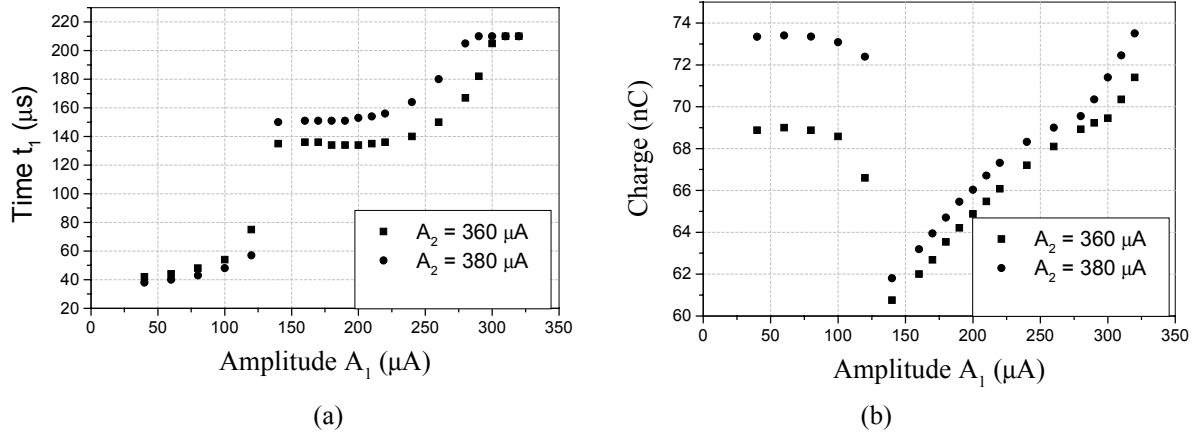 220
200
180
160
140
120
100
80
60
40
20
Time t₁ (μs)
A₂ = 360 μA
A₂ = 380 μA
0 50 100 150 200 250 300 350
Amplitude A₁ (μA)
(a)
74
72
70
68
66
64
62
60
Charge (nC)
A₂ = 360 μA
A₂ = 380 μA
0 50 100 150 200 250 300 350
Amplitude A₁ (μA)
(b)